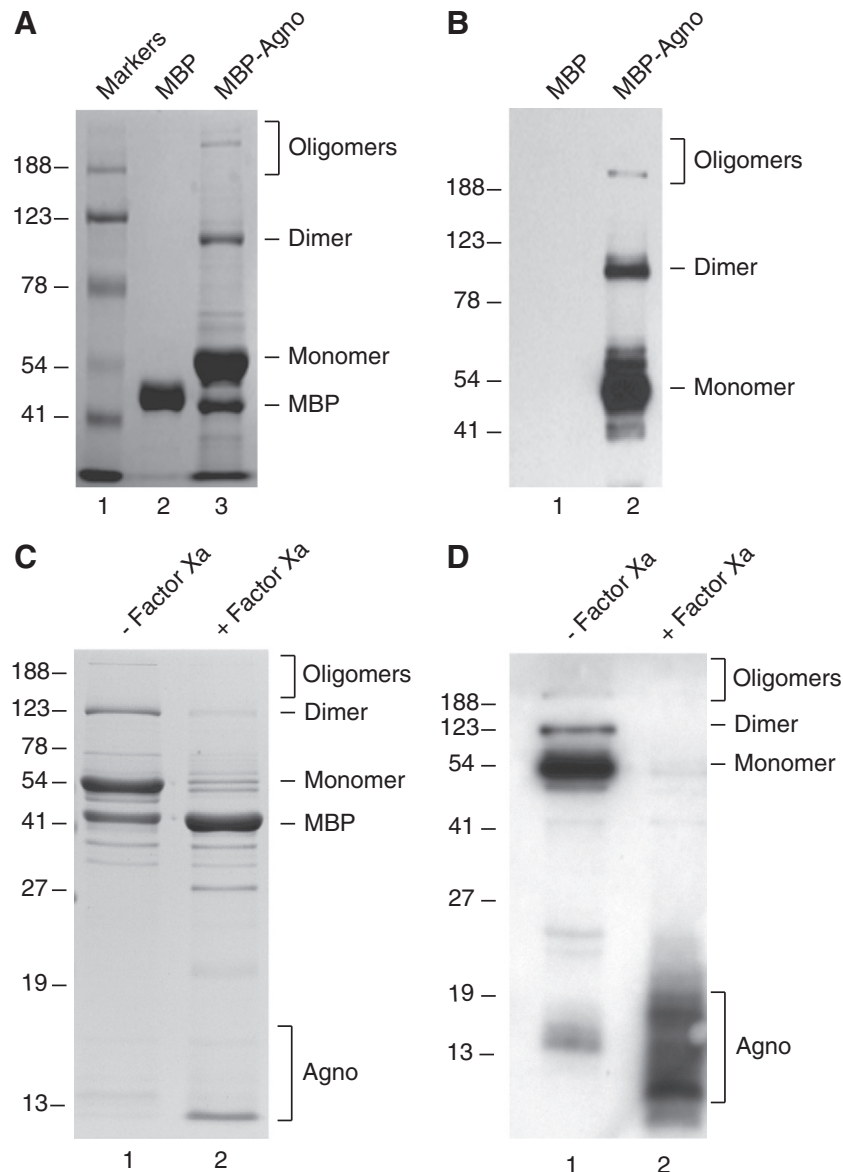 A
Markers
MBP
MBP-Agno
188–
123–
78 –
54 –
41 –
Oligomers
– Dimer
– Monomer
– MBP
1 2 3
B
MBP
MBP-Agno
188–
123–
78 –
54 –
41 –
Oligomers
– Dimer
– Monomer
1 2
C
- Factor Xa
+ Factor Xa
188–
123–
78 –
54 –
41 –
27 –
19 –
13–
Oligomers
– Dimer
– Monomer
– MBP
Agno
1 2
D
- Factor Xa
+ Factor Xa
188–
123–
54 –
41 –
27 –
19 –
13 –
Oligomers
– Dimer
– Monomer
Agno
1 2